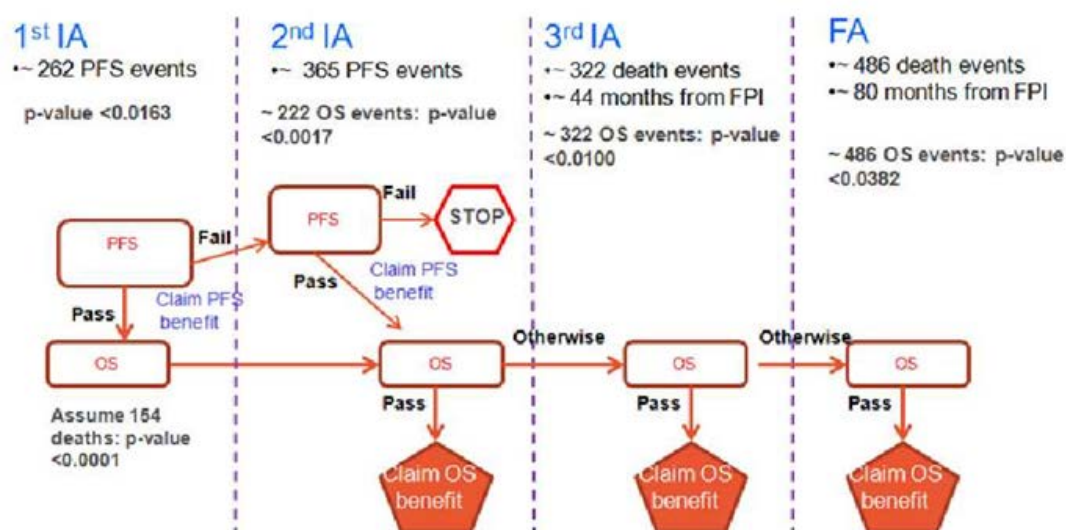 1st IA
•~ 262 PFS events
p-value <0.0163
2nd IA
•~ 365 PFS events
~ 222 OS events: p-value
<0.0017
3rd IA
•~ 322 death events
•~ 44 months from FPI
~ 322 OS events: p-value
<0.0100
FA
•~ 486 death events
•~ 80 months from FPI
~ 486 OS events: p-value
<0.0382
PFS
Fail
PFS
Fail
STOP
Pass
Claim PFS
benefit
Pass
Claim PFS
benefit
OS
OS
Otherwise
OS
Otherwise
OS
Assume 154
deaths: p-value
<0.0001
Pass
Pass
Pass
Claim OS
benefit
Claim OS
benefit
Claim OS
benefit